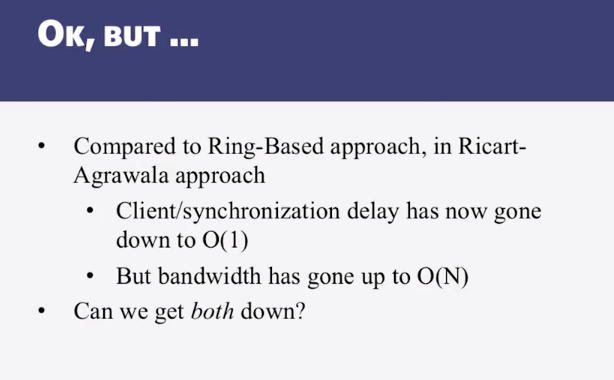 OK, BUT ...
• Compared to Ring-Based approach, in Ricart-
Agrawala approach
• Client/synchronization delay has now gone
down to O(1)
• But bandwidth has gone up to O(N)
• Can we get both down?